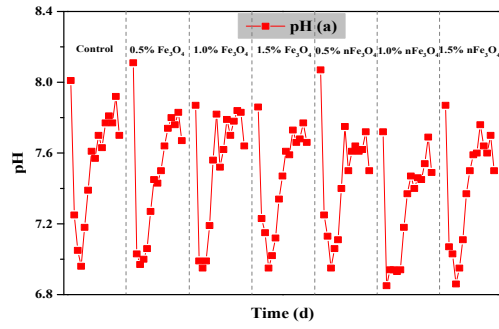 8.4
8.0
7.6
7.2
6.8
pH
pH (a)
Control
0.5% Fe₃O₄
1.0% Fe₃O₄
1.5% Fe₃O₄
0.5% nFe₃O₄
1.0% nFe₃O₄
1.5% nFe₃O₄
Time (d)